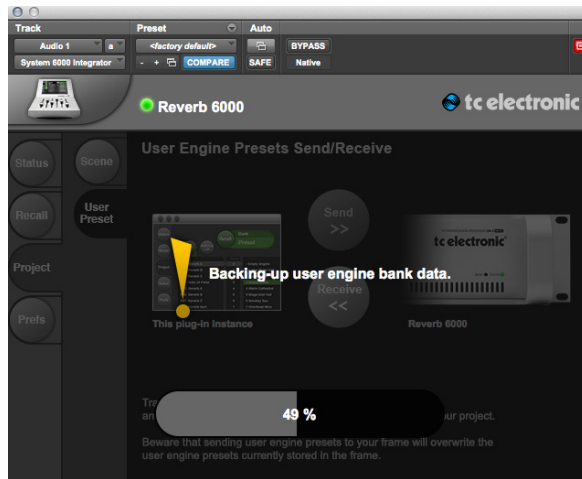 Track
Preset
Auto
Audio 1
a
<factory default>
BYPASS
System 6000 Integrator
- +
COMPARE
SAFE
Native
Reverb 6000
tc electronic
User Engine Presets Send/Receive
Status
Scene
Recall
User
Preset
Project
Prefs
Send
>>
tc electronic
Backing-up user engine bank data.
Receive
<<
This plug-in instance
Reverb 6000
Tra
an
ur project.
49 %
Beware that sending user engine presets to your frame will overwrite the
user engine presets currently stored in the frame.